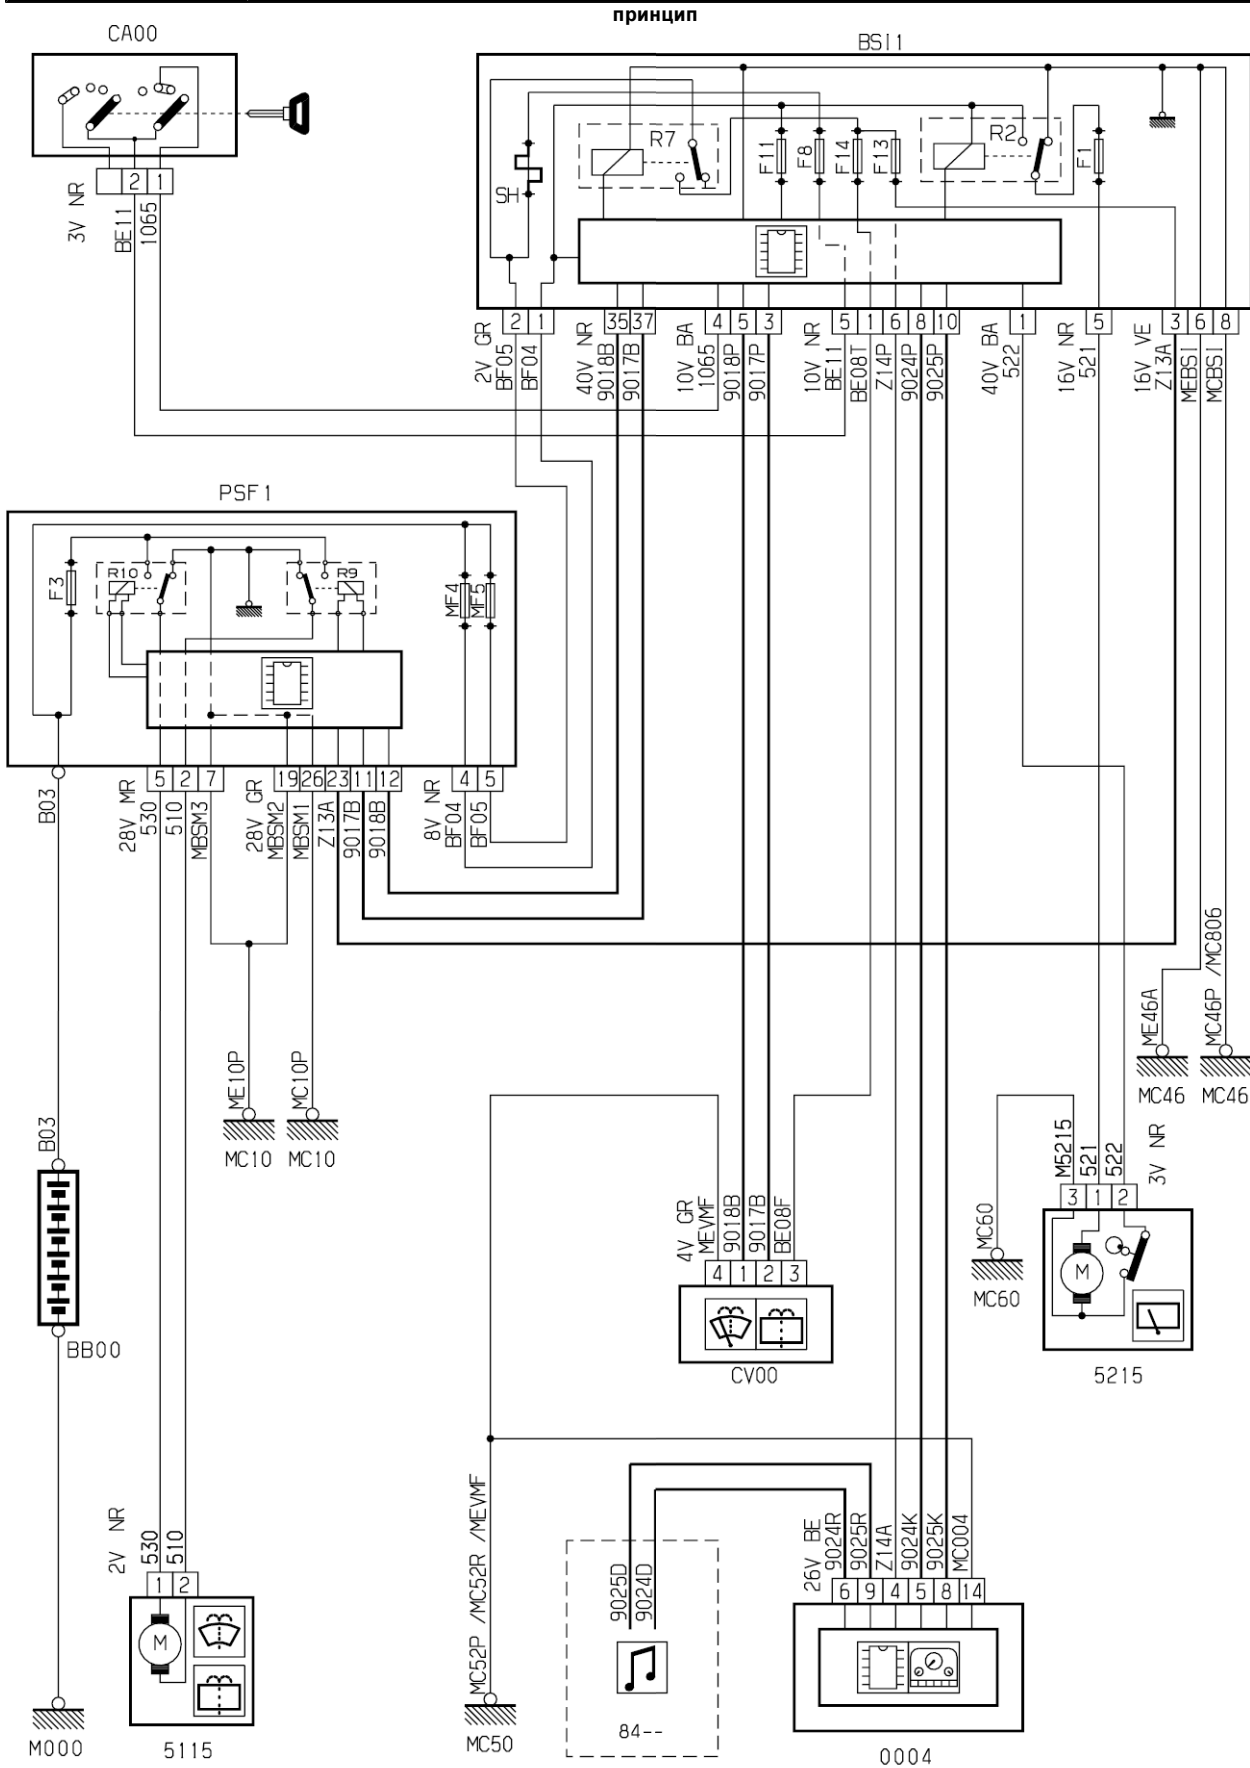 принцип
CA00
BSI1
R7
F11
F8
F14
F13
R2
F1
SH
2 1
3V NR
BE11
1065
2 1
35 37
4 5 3
5 1 6 8 10
1
5
3 6 8
2V GR
BF05
BF04
40V NR
9018B
9017B
10V BA
1065
9018P
9017P
10V NR
BE11
BE08T
Z14P
9024P
9025P
40V BA
522
16V NR
521
16V VE
Z13A
MEBSI
MCBSI
PSF1
F3
R10
R9
MF4
MF5
5 2 7
19 26 23 11 12
4 5
B03
28V MR
530
510
MBSM3
28V GR
MBSM2
MBSM1
Z13A
9017B
9018B
8V NR
BF04
BF05
ME46A
MC46P /MC806
MC46
MC46
ME10P
MC10P
MC10
MC10
B03
BB00
M5215
521
522
3V NR
3 1 2
M
5215
MC60
MC60
4V GR
MEVMF
9018B
9017B
BE08F
4 1 2 3
CV00
2V NR
530
510
1 2
M
5115
M000
MC52P /MC52R /MEVMF
MC50
9025D
9024D
84--
26V BE
9024R
9025R
Z14A
9024K
9025K
MC004
6 9 4 5 8 14
0004